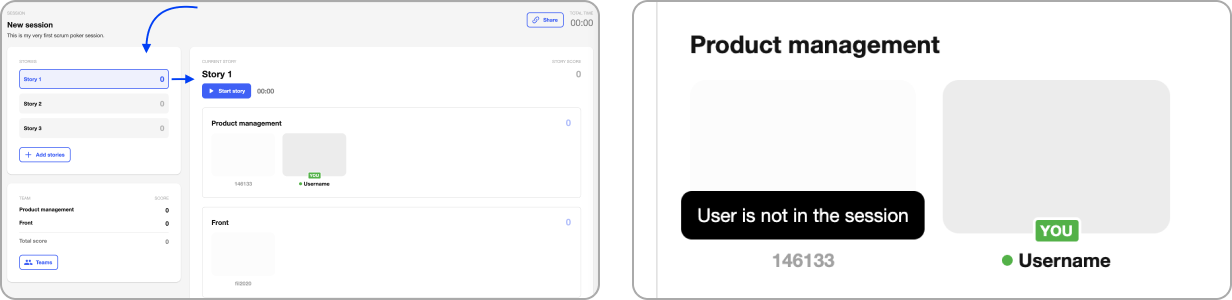 SESSION
New session
This is my very first scrum poker session.
Share
TOTAL TIME
00:00
STORIES
Story 1 0
Story 2 0
Story 3 0
Add stories
TEAM SCORE
Product management 0
Front 0
Total score 0
Teams
CURRENT STORY STORY SCORE
Story 1 0
Start story 00:00
Product management 0
YOU
146133 Username
Front 0
Product management
User is not in the session
YOU
146133 Username